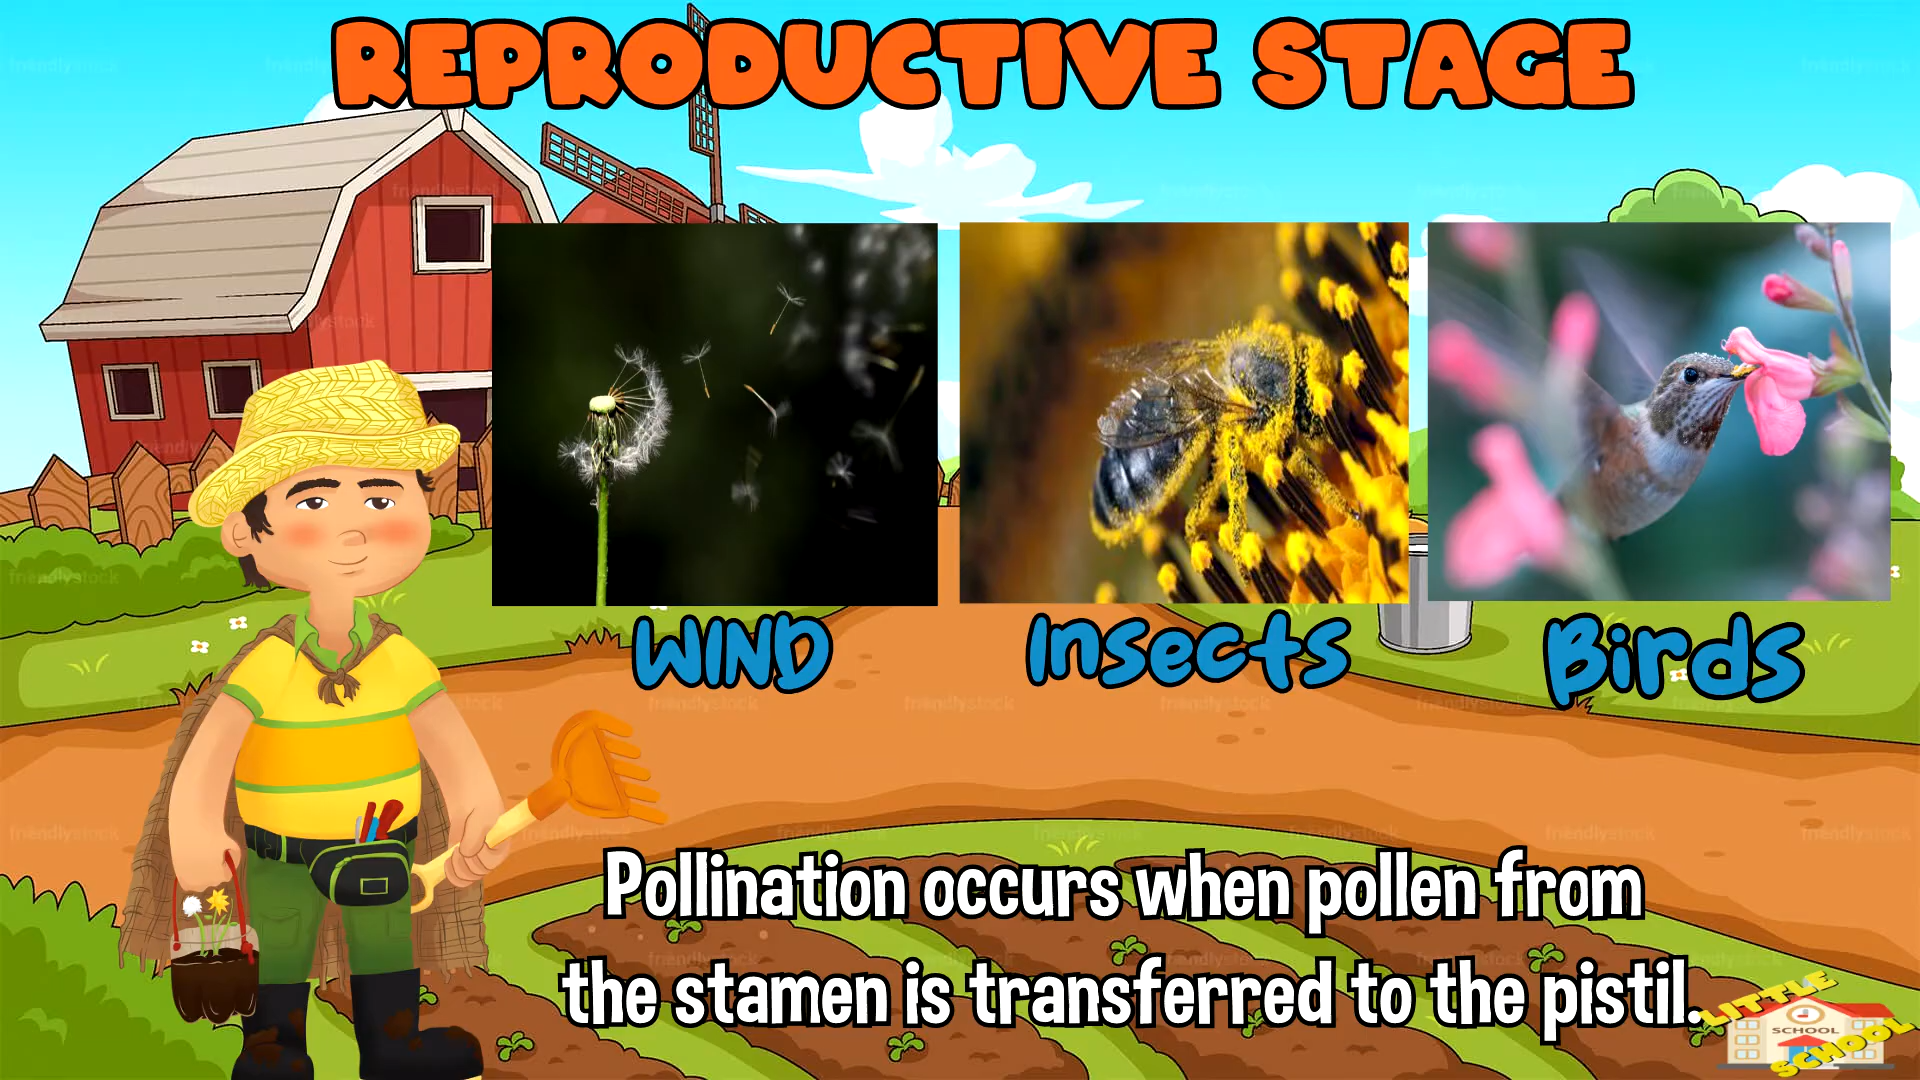 REPRODUCTIVE STAGE
WIND
Insects
Birds
Pollination occurs when pollen from
the stamen is transferred to the pistil.
LITTLE
SCHOOL
SCHOOL
friendlystock